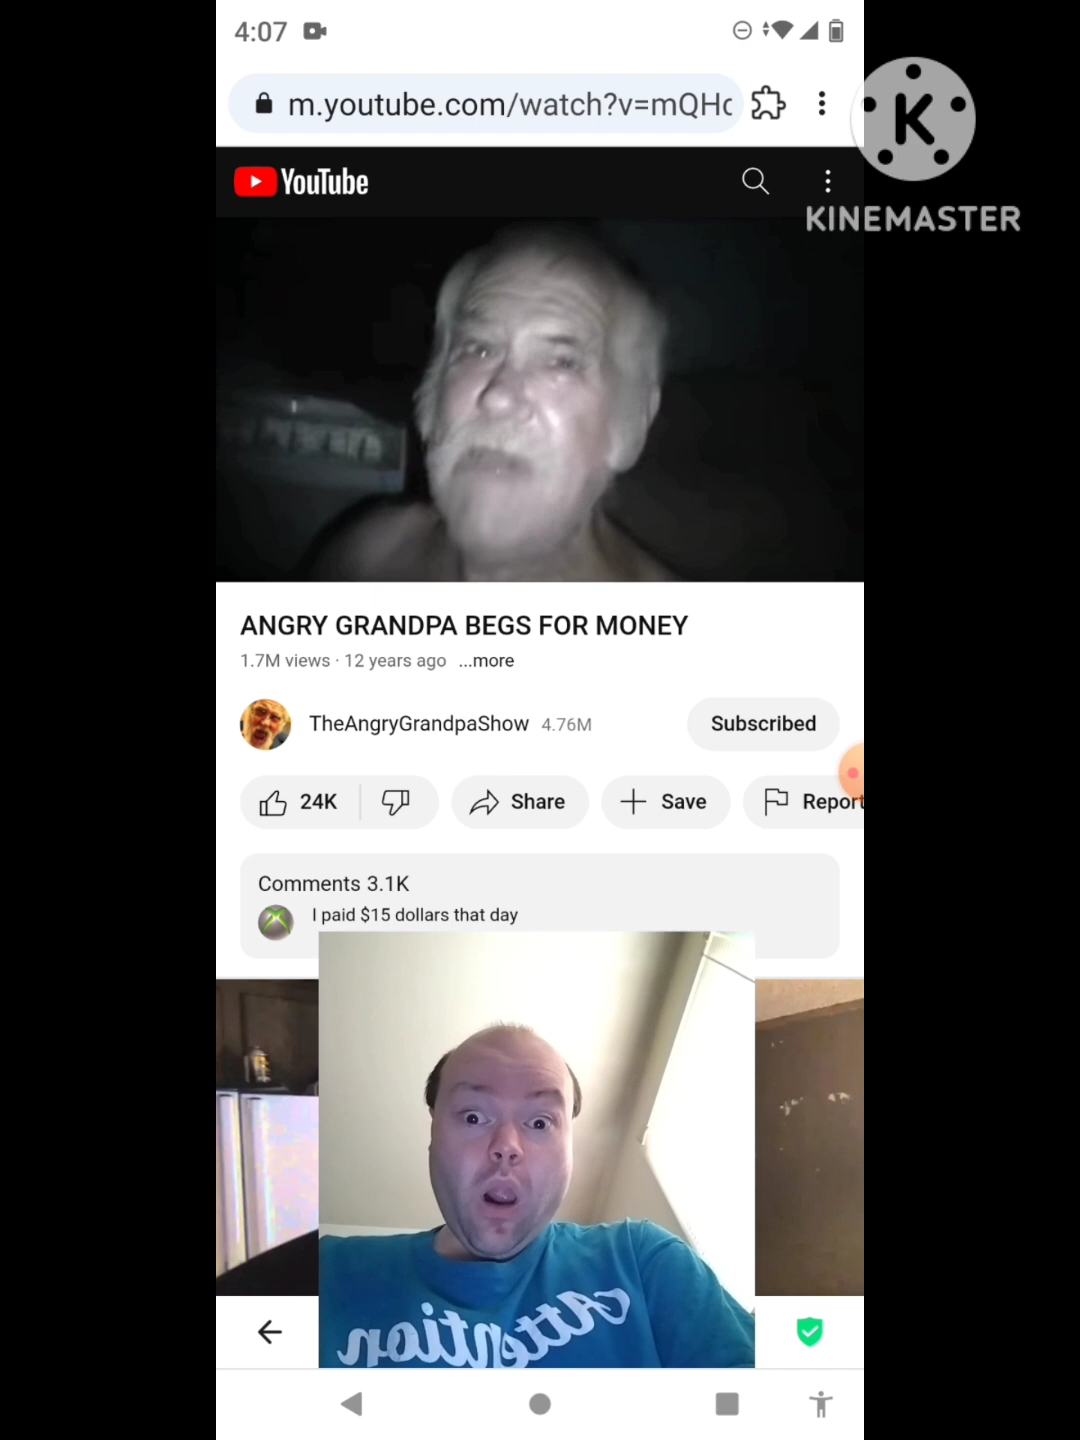 4:07
m.youtube.com/watch?v=mQHc
K
KINEMASTER
YouTube
ANGRY GRANDPA BEGS FOR MONEY
1.7M views · 12 years ago ...more
TheAngryGrandpaShow 4.76M
Subscribed
24K
Share
Save
Report
Comments 3.1K
I paid $15 dollars that day
Attention